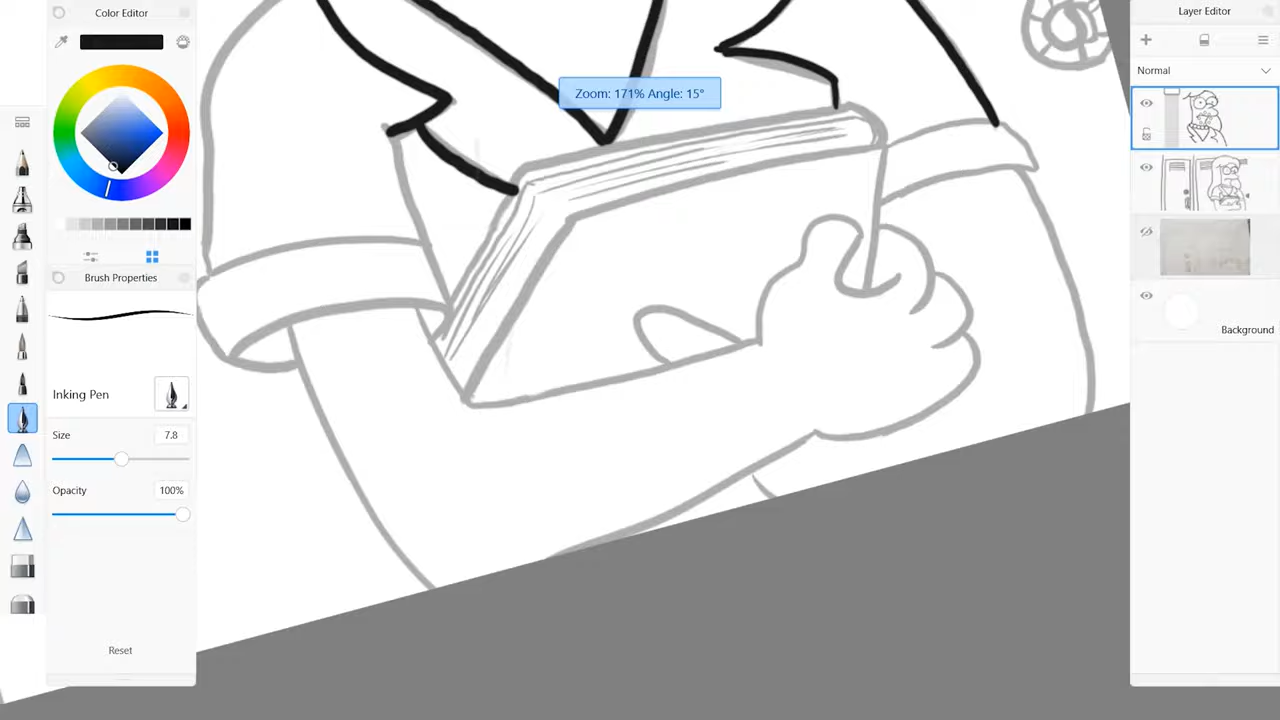 Color Editor
Brush Properties
Inking Pen
Size 7.8
Opacity 100%
Reset
Zoom: 171% Angle: 15°
Layer Editor
Normal
Background